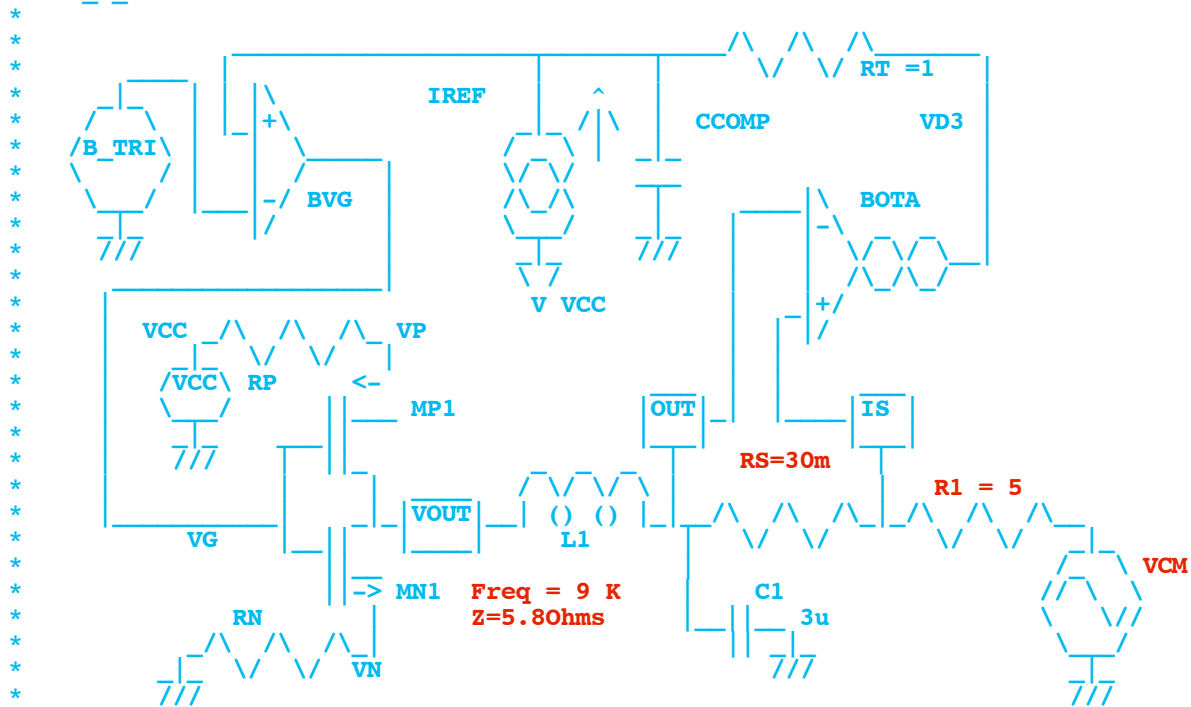 RT =1
IREF ^
+ CCOMP VD3
B_TRI
- BVG BOTA
-
///  ///
V VCC
+
VCC VP
VCC RP <-
MP1 OUT IS
///
RS=30m
R1 = 5
VOUT () ()
VG L1
VCM
-> MN1 Freq = 9 K C1
RN Z=5.8Ohms 3u
VN ///
/// ///